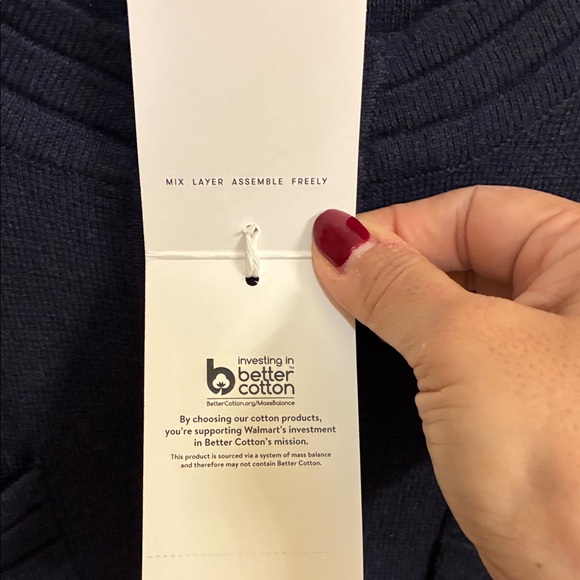 MIX LAYER ASSEMBLE FREELY
investing in
better
cotton™
BetterCotton.org/MassBalance
By choosing our cotton products,
you're supporting Walmart's investment
in Better Cotton's mission.
This product is sourced via a system of mass balance
and therefore may not contain Better Cotton.